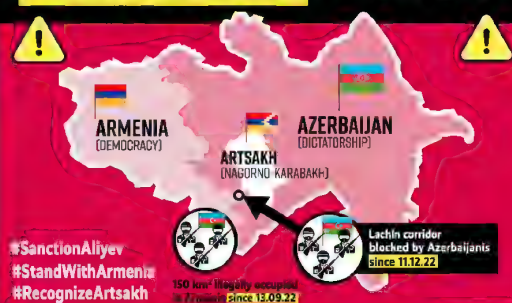 ARMENIA
(DEMOCRACY)
AZERBAIJAN
(DICTATORSHIP)
ARTSAKH
(NAGORNO-KARABAKH)
Lachin corridor
blocked by Azerbaijanis
since 11.12.22
#SanctionAliyev
#StandWithArmenia
#RecognizeArtsakh
150 km² illegally occupied
since 13.09.22